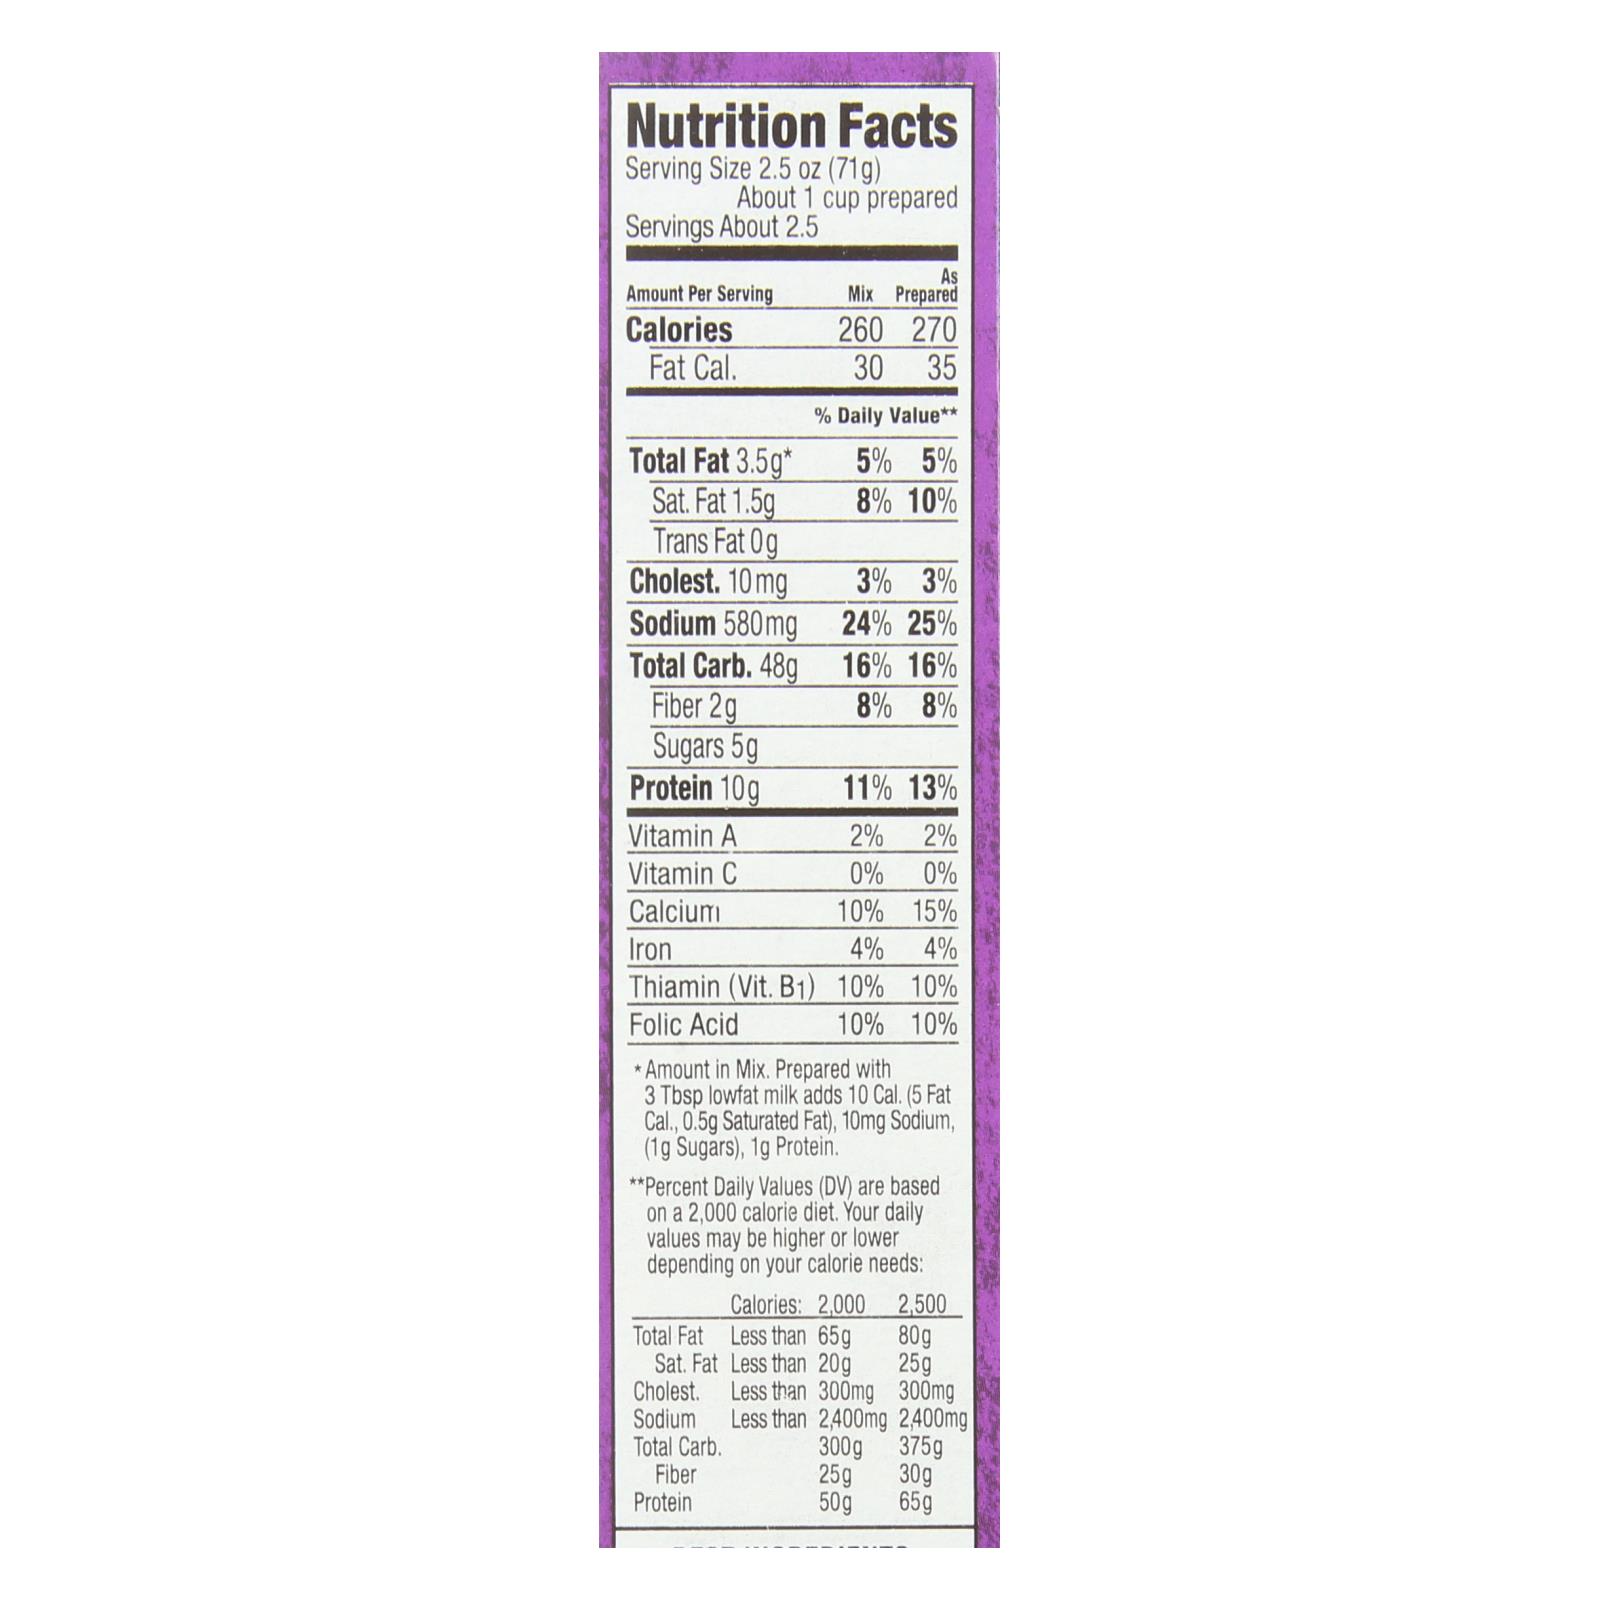 Nutrition Facts
Serving Size 2.5 oz (71g)
About 1 cup prepared
Servings About 2.5
As
Amount Per Serving Mix Prepared
Calories 260 270
Fat Cal. 30 35
% Daily Value**
Total Fat 3.5g* 5% 5%
Sat. Fat 1.5g 8% 10%
Trans Fat 0g
Cholest. 10mg 3% 3%
Sodium 580mg 24% 25%
Total Carb. 48g 16% 16%
Fiber 2g 8% 8%
Sugars 5g
Protein 10g 11% 13%
Vitamin A 2% 2%
Vitamin C 0% 0%
Calcium 10% 15%
Iron 4% 4%
Thiamin (Vit. B1) 10% 10%
Folic Acid 10% 10%
* Amount in Mix. Prepared with
3 Tbsp lowfat milk adds 10 Cal. (5 Fat
Cal., 0.5g Saturated Fat), 10mg Sodium,
(1g Sugars), 1g Protein.
**Percent Daily Values (DV) are based
on a 2,000 calorie diet. Your daily
values may be higher or lower
depending on your calorie needs:
Calories: 2,000 2,500
Total Fat Less than 65g 80g
Sat. Fat Less than 20g 25g
Cholest. Less than 300mg 300mg
Sodium Less than 2,400mg 2,400mg
Total Carb. 300g 375g
Fiber 25g 30g
Protein 50g 65g